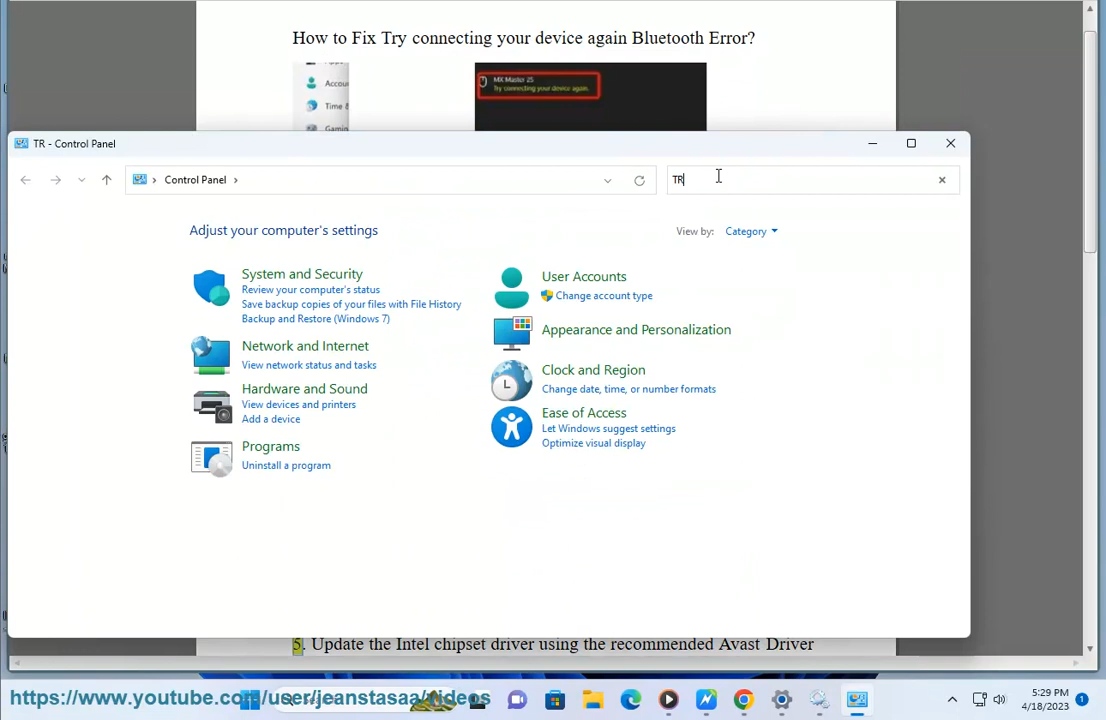 How to Fix Try connecting your device again Bluetooth Error?
Accou
Time &
Gaming
MX Master 2S
Try connecting your device again.
TR - Control Panel
Control Panel
TR
Adjust your computer's settings
View by: Category
System and Security
Review your computer's status
Save backup copies of your files with File History
Backup and Restore (Windows 7)
Network and Internet
View network status and tasks
Hardware and Sound
View devices and printers
Add a device
Programs
Uninstall a program
User Accounts
Change account type
Appearance and Personalization
Clock and Region
Change date, time, or number formats
Ease of Access
Let Windows suggest settings
Optimize visual display
5. Update the Intel chipset driver using the recommended Avast Driver
https://www.youtube.com/user/jeanstasaa/videos
5:29 PM
4/18/2023
1